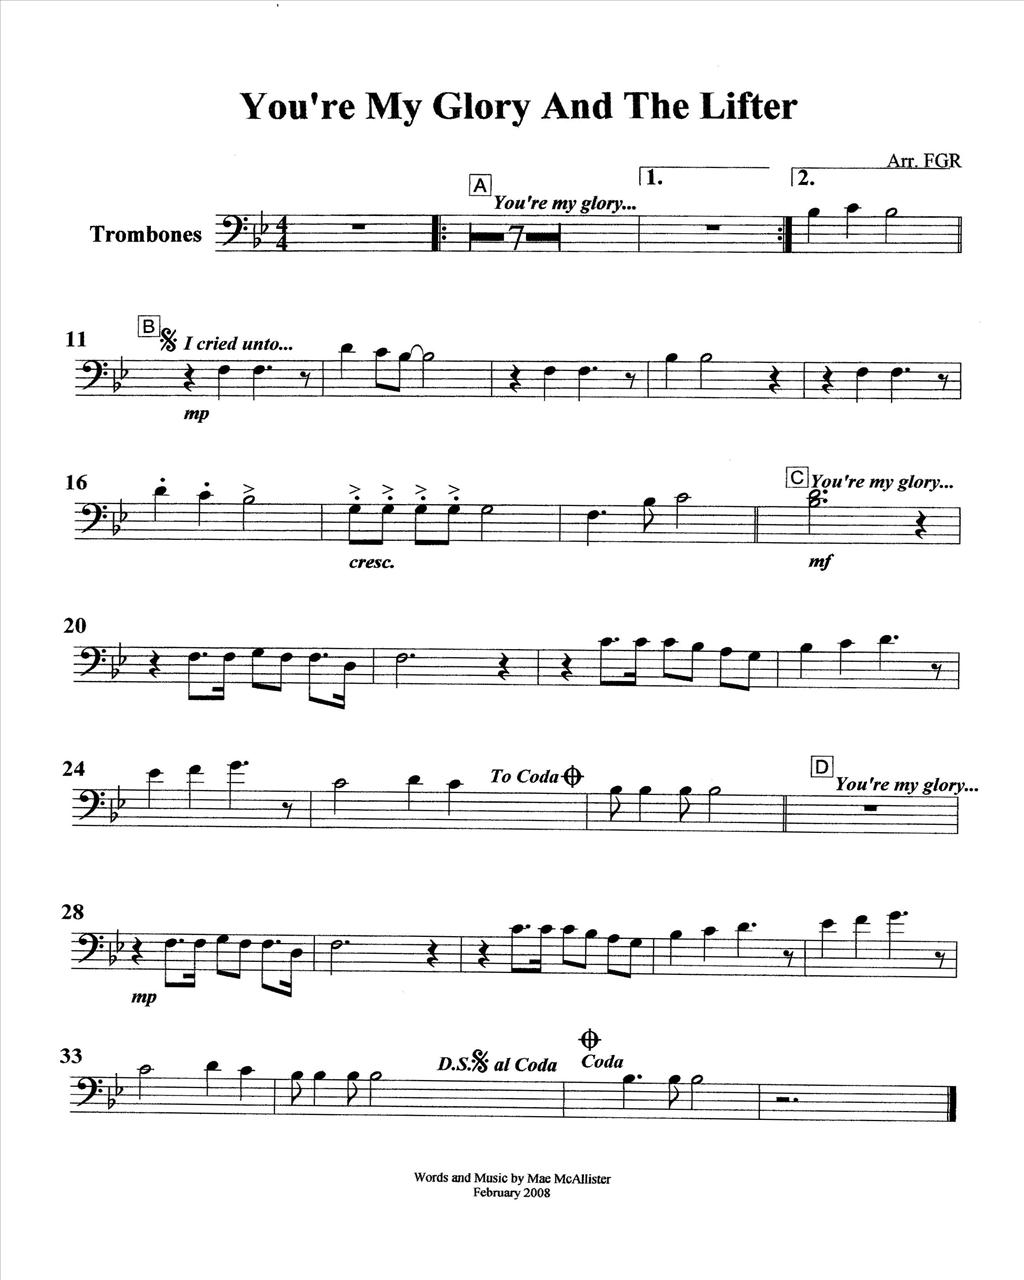 You're My Glory And The Lifter
Arr. FGR
A You're my glory... 1. 2.
Trombones 4/4 7
11 B I cried unto...
mp
16 C You're my glory...
cresc. mf
20
24 To Coda D You're my glory...
28
mp
33 D.S. al Coda Coda
Words and Music by Mae McAllister
February 2008